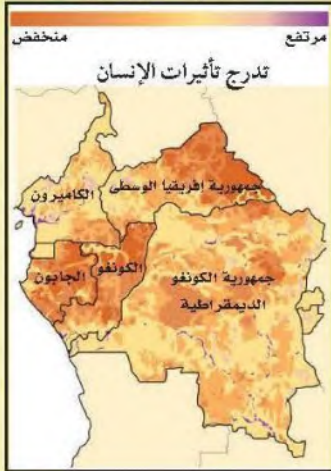 مرتفع منخفض
تدرج تأثيرات الإنسان
جمهورية إفريقيا الوسطى
الكاميرون
الكونغو
الجابون
جمهورية الكونغو
الديمقراطية